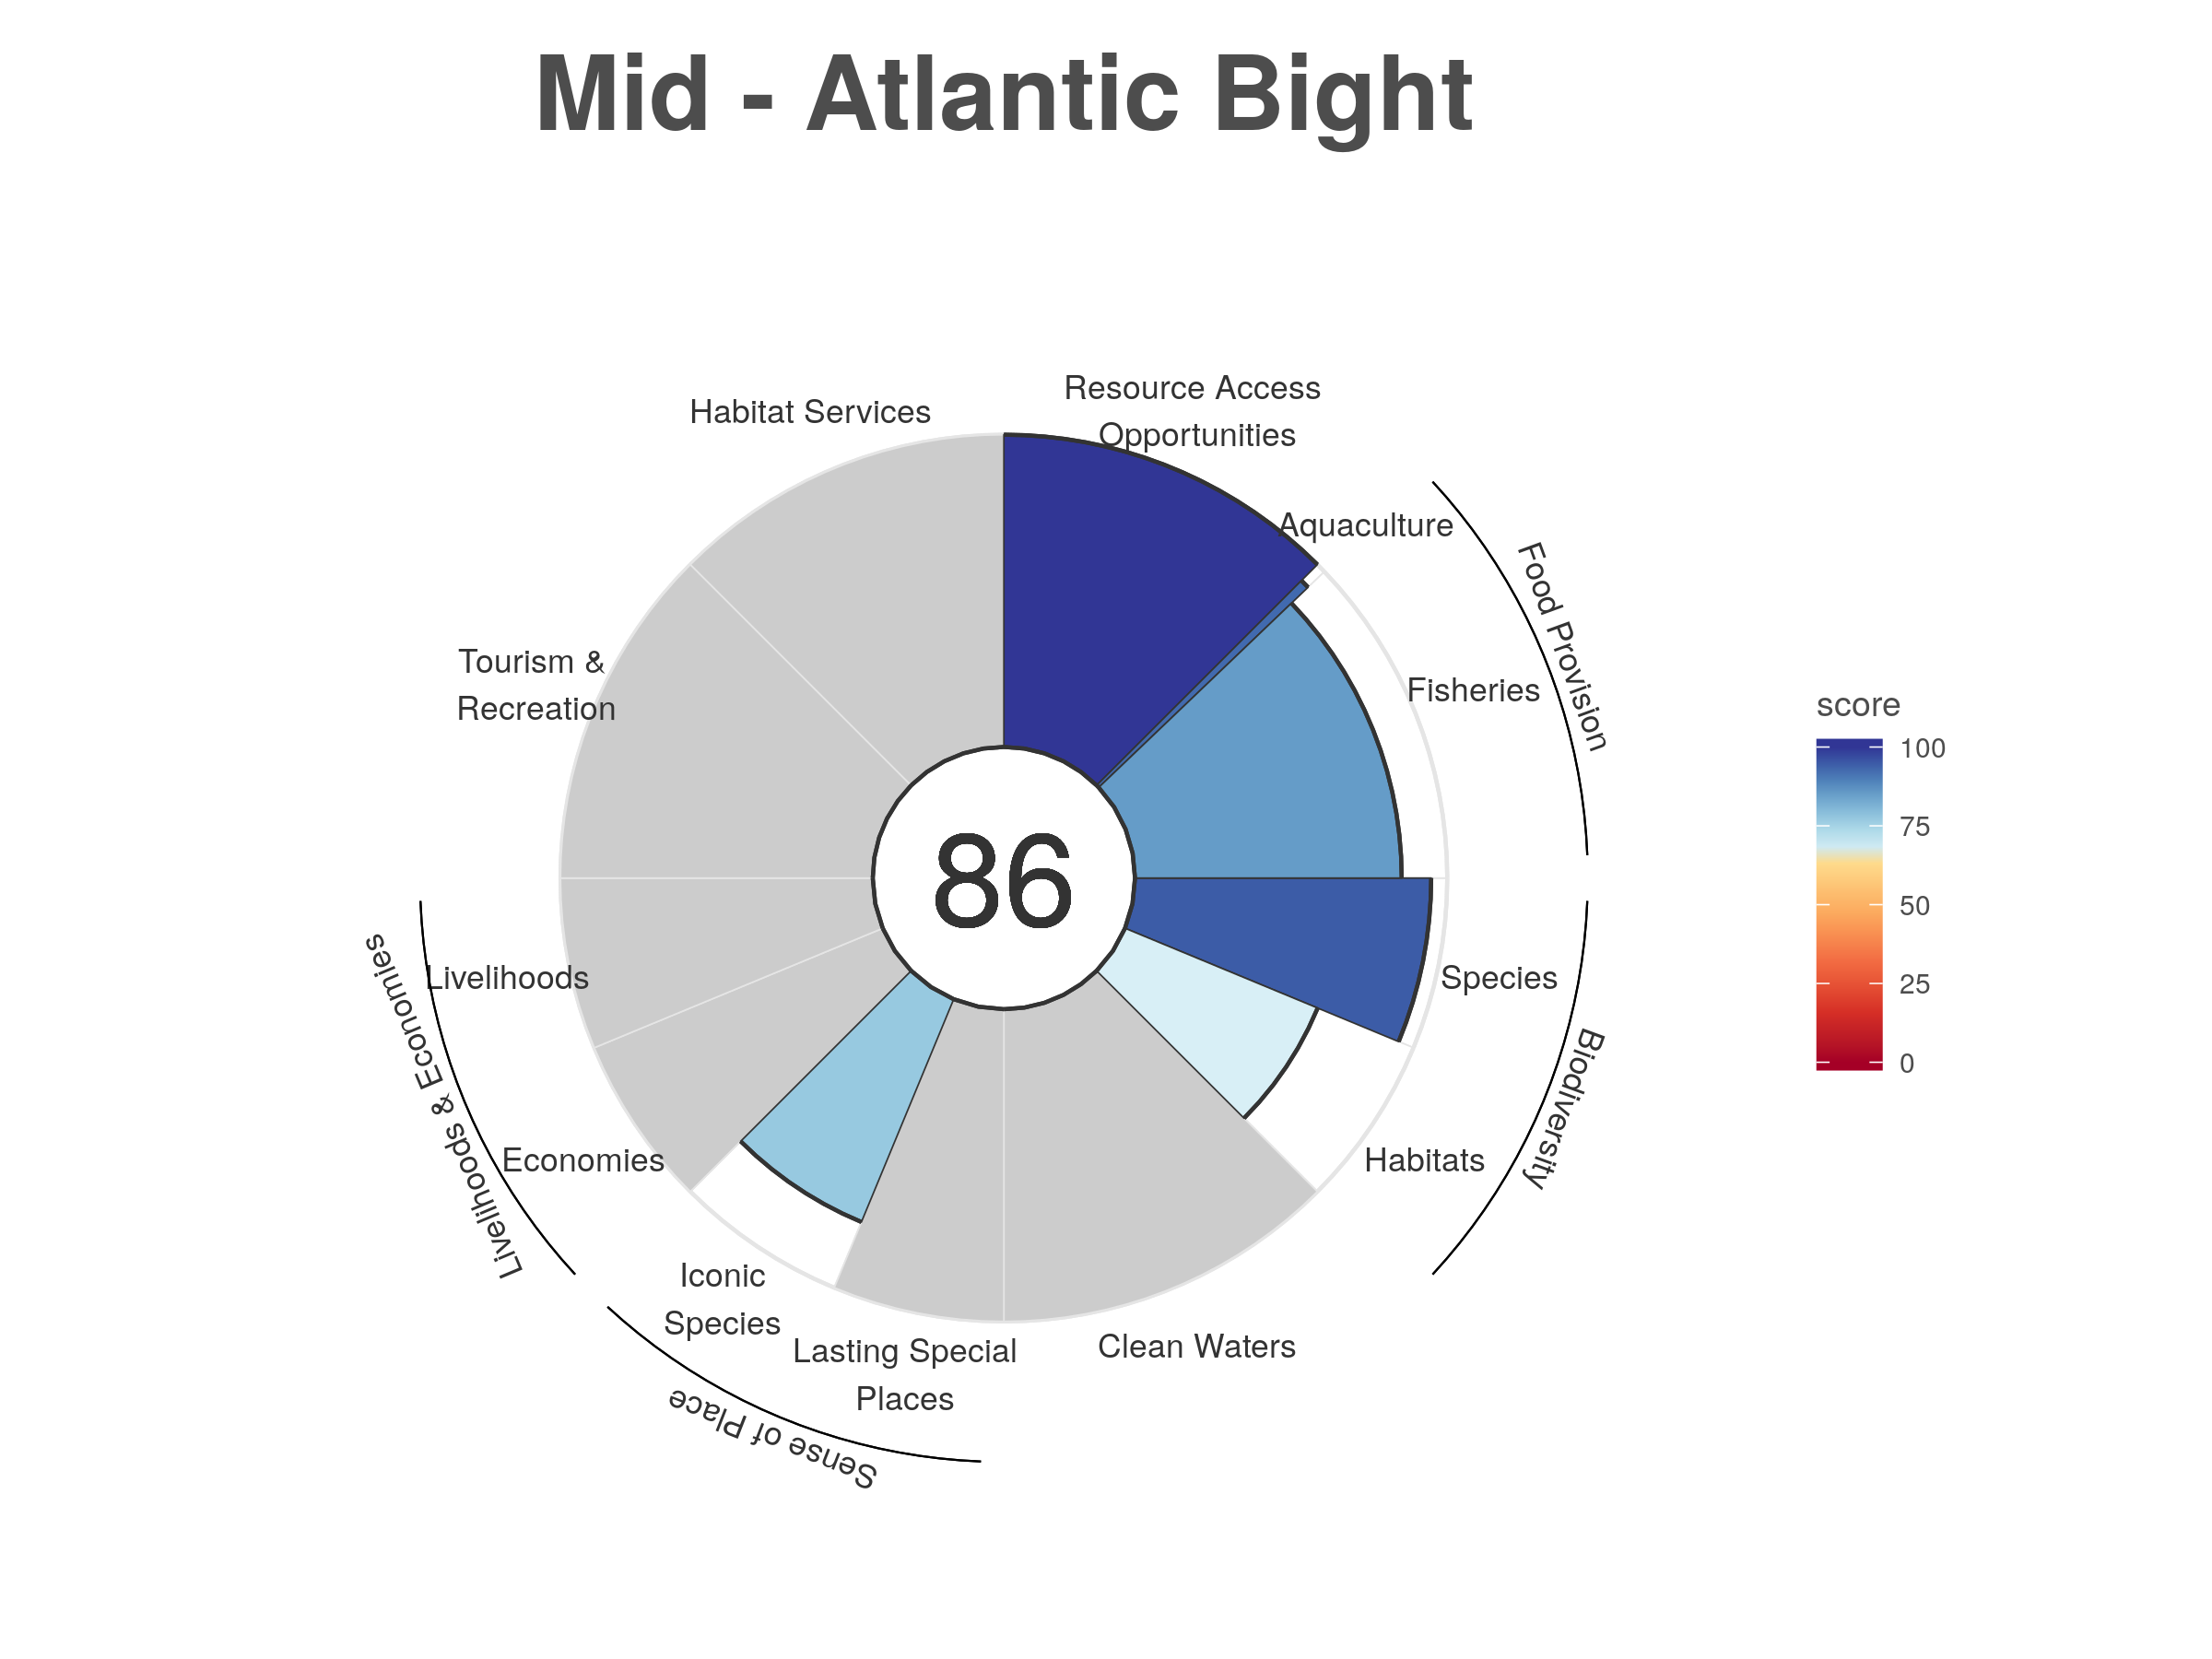 Mid - Atlantic Bight
Resource Access
Opportunities
Habitat Services
Aquaculture
Food Provision
Tourism &
Recreation
Fisheries
score
100
75
50
25
0
86
Livelihoods
Species
Livelihoods & Economies
Biodiversity
Economies
Habitats
Iconic
Species
Lasting Special
Places
Clean Waters
Sense of Place